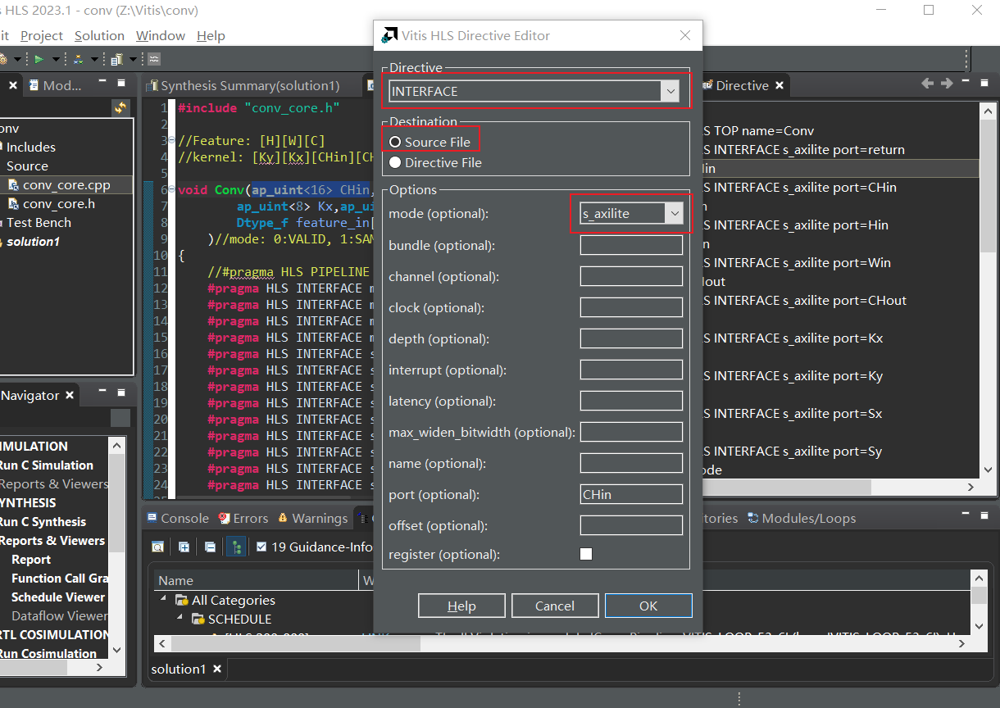 s HLS 2023.1 - conv (Z:\Vitis\conv)
it Project Solution Window Help
Mod...
onv
Includes
Source
conv_core.cpp
conv_core.h
Test Bench
solution1
Navigator
IMULATION
Run C Simulation
Reports & Viewers
YNTHESIS
Run C Synthesis
Reports & Viewers
Report
Function Call Gra
Schedule Viewer
Dataflow Viewer
RTL COSIMULATION
Run Cosimulation
Synthesis Summary(solution1)
1 #include "conv_core.h"
2
3 //Feature: [H][W][C]
4 //kernel: [Ky][Kx][CHin][CH
5
6 void Conv(ap_uint<16> CHin,
7 ap_uint<8> Kx,ap_ui
8 Dtype_f feature_in[
9 )//mode: 0:VALID, 1:SAM
10 {
11 //#pragma HLS PIPELINE
12 #pragma HLS INTERFACE m
13 #pragma HLS INTERFACE m
14 #pragma HLS INTERFACE m
15 #pragma HLS INTERFACE m
16 #pragma HLS INTERFACE s
17 #pragma HLS INTERFACE s
18 #pragma HLS INTERFACE s
19 #pragma HLS INTERFACE s
20 #pragma HLS INTERFACE s
21 #pragma HLS INTERFACE s
22 #pragma HLS INTERFACE s
23 #pragma HLS INTERFACE s
24 #pragma HLS INTERFACE s
Vitis HLS Directive Editor
Directive
INTERFACE
Destination
Source File
Directive File
Options
mode (optional): s_axilite
bundle (optional):
channel (optional):
clock (optional):
depth (optional):
interrupt (optional):
latency (optional):
max_widen_bitwidth (optional):
name (optional):
port (optional): CHin
offset (optional):
register (optional):
Help Cancel OK
Directive
S TOP name=Conv
S INTERFACE s_axilite port=return
Hin
S INTERFACE s_axilite port=CHin
n
S INTERFACE s_axilite port=Hin
n
S INTERFACE s_axilite port=Win
Hout
S INTERFACE s_axilite port=CHout
S INTERFACE s_axilite port=Kx
S INTERFACE s_axilite port=Ky
S INTERFACE s_axilite port=Sx
S INTERFACE s_axilite port=Sy
ode
Console Errors Warnings
tories Modules/Loops
19 Guidance-Info
Name W
All Categories
SCHEDULE
solution1